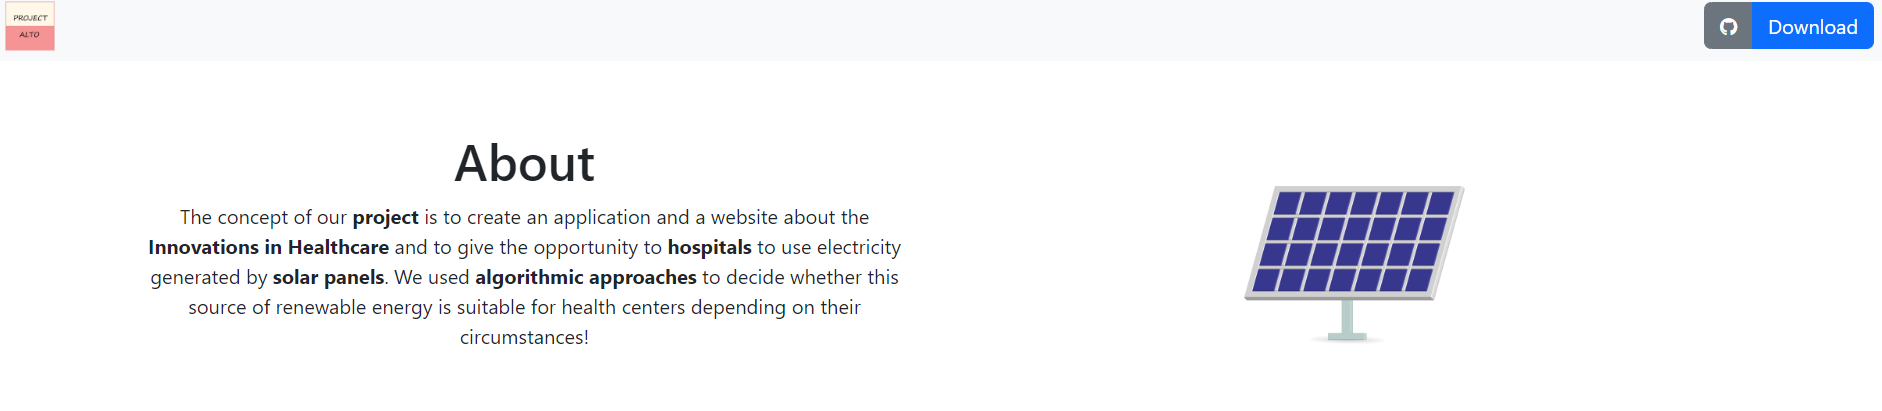 PROJECT
ALTO
Download
About
The concept of our project is to create an application and a website about the
Innovations in Healthcare and to give the opportunity to hospitals to use electricity
generated by solar panels. We used algorithmic approaches to decide whether this
source of renewable energy is suitable for health centers depending on their
circumstances!